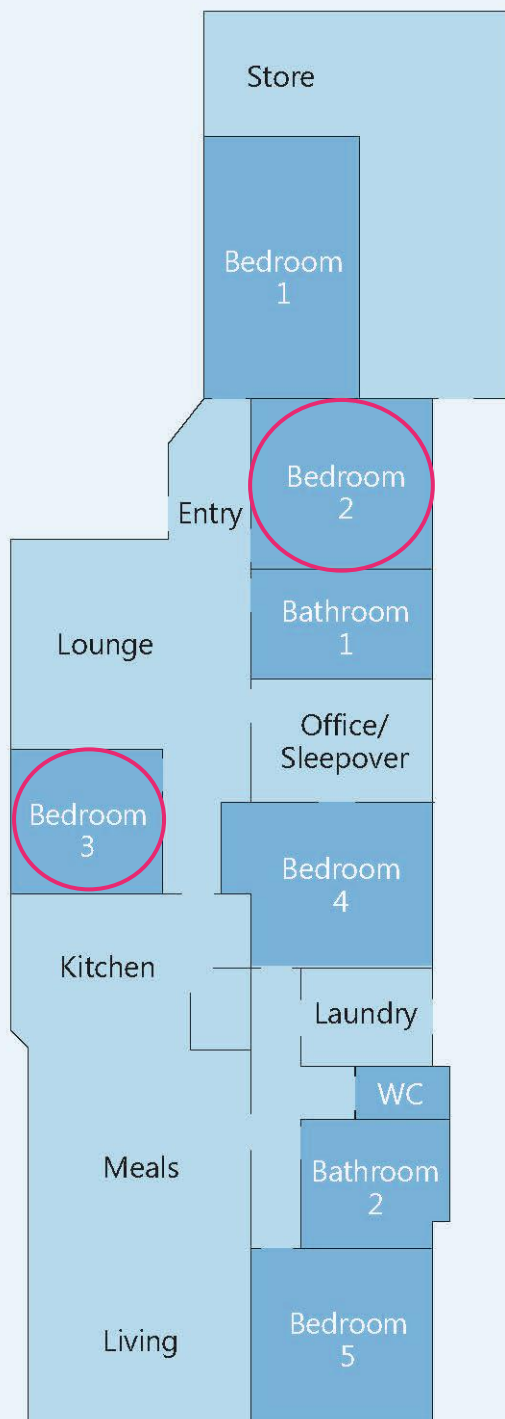 Store
Bedroom
1
Bedroom
2
Entry
Bathroom
1
Lounge
Office/
Sleepover
Bedroom
3
Bedroom
4
Kitchen
Laundry
WC
Meals
Bathroom
2
Living
Bedroom
5